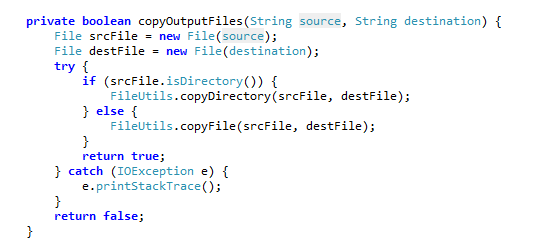 private boolean copyOutputFiles(String source, String destination) {
    File srcFile = new File(source);
    File destFile = new File(destination);
    try {
        if (srcFile.isDirectory()) {
            FileUtils.copyDirectory(srcFile, destFile);
        } else {
            FileUtils.copyFile(srcFile, destFile);
        }
        return true;
    } catch (IOException e) {
        e.printStackTrace();
    }
    return false;
}